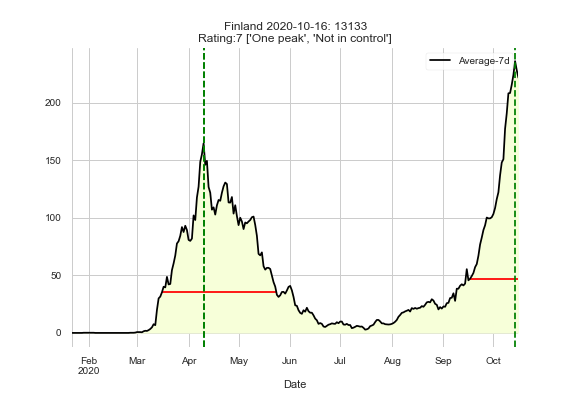 Finland 2020-10-16: 13133
Rating:7 ['One peak', 'Not in control']
Average-7d
200
150
100
50
0
Feb Mar Apr May Jun Jul Aug Sep Oct
2020
Date